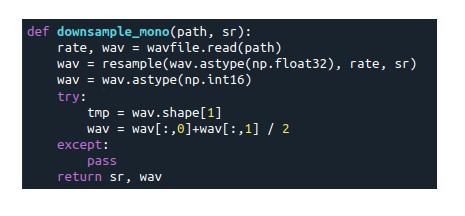 def downsample_mono(path, sr):
    rate, wav = wavfile.read(path)
    wav = resample(wav.astype(np.float32), rate, sr)
    wav = wav.astype(np.int16)
    try:
        tmp = wav.shape[1]
        wav = wav[:,0]+wav[:,1] / 2
    except:
        pass
    return sr, wav